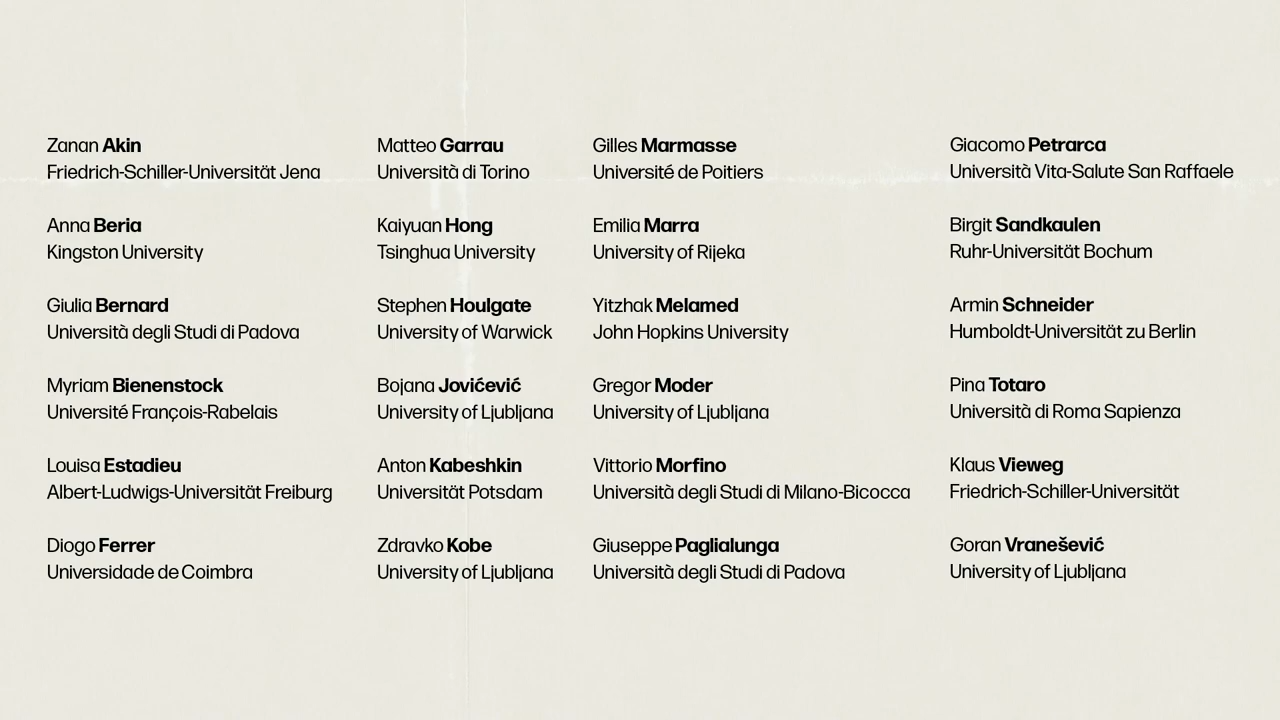 Zanan Akin
Friedrich-Schiller-Universität Jena
Anna Beria
Kingston University
Giulia Bernard
Università degli Studi di Padova
Myriam Bienenstock
Université François-Rabelais
Louisa Estadieu
Albert-Ludwigs-Universität Freiburg
Diogo Ferrer
Universidade de Coimbra
Matteo Garrau
Università di Torino
Kaiyuan Hong
Tsinghua University
Stephen Houlgate
University of Warwick
Bojana Jovićević
University of Ljubljana
Anton Kabeshkin
Universität Potsdam
Zdravko Kobe
University of Ljubljana
Gilles Marmasse
Université de Poitiers
Emilia Marra
University of Rijeka
Yitzhak Melamed
John Hopkins University
Gregor Moder
University of Ljubljana
Vittorio Morfino
Università degli Studi di Milano-Bicocca
Giuseppe Paglialunga
Università degli Studi di Padova
Giacomo Petrarca
Università Vita-Salute San Raffaele
Birgit Sandkaulen
Ruhr-Universität Bochum
Armin Schneider
Humboldt-Universität zu Berlin
Pina Totaro
Università di Roma Sapienza
Klaus Vieweg
Friedrich-Schiller-Universität
Goran Vranešević
University of Ljubljana